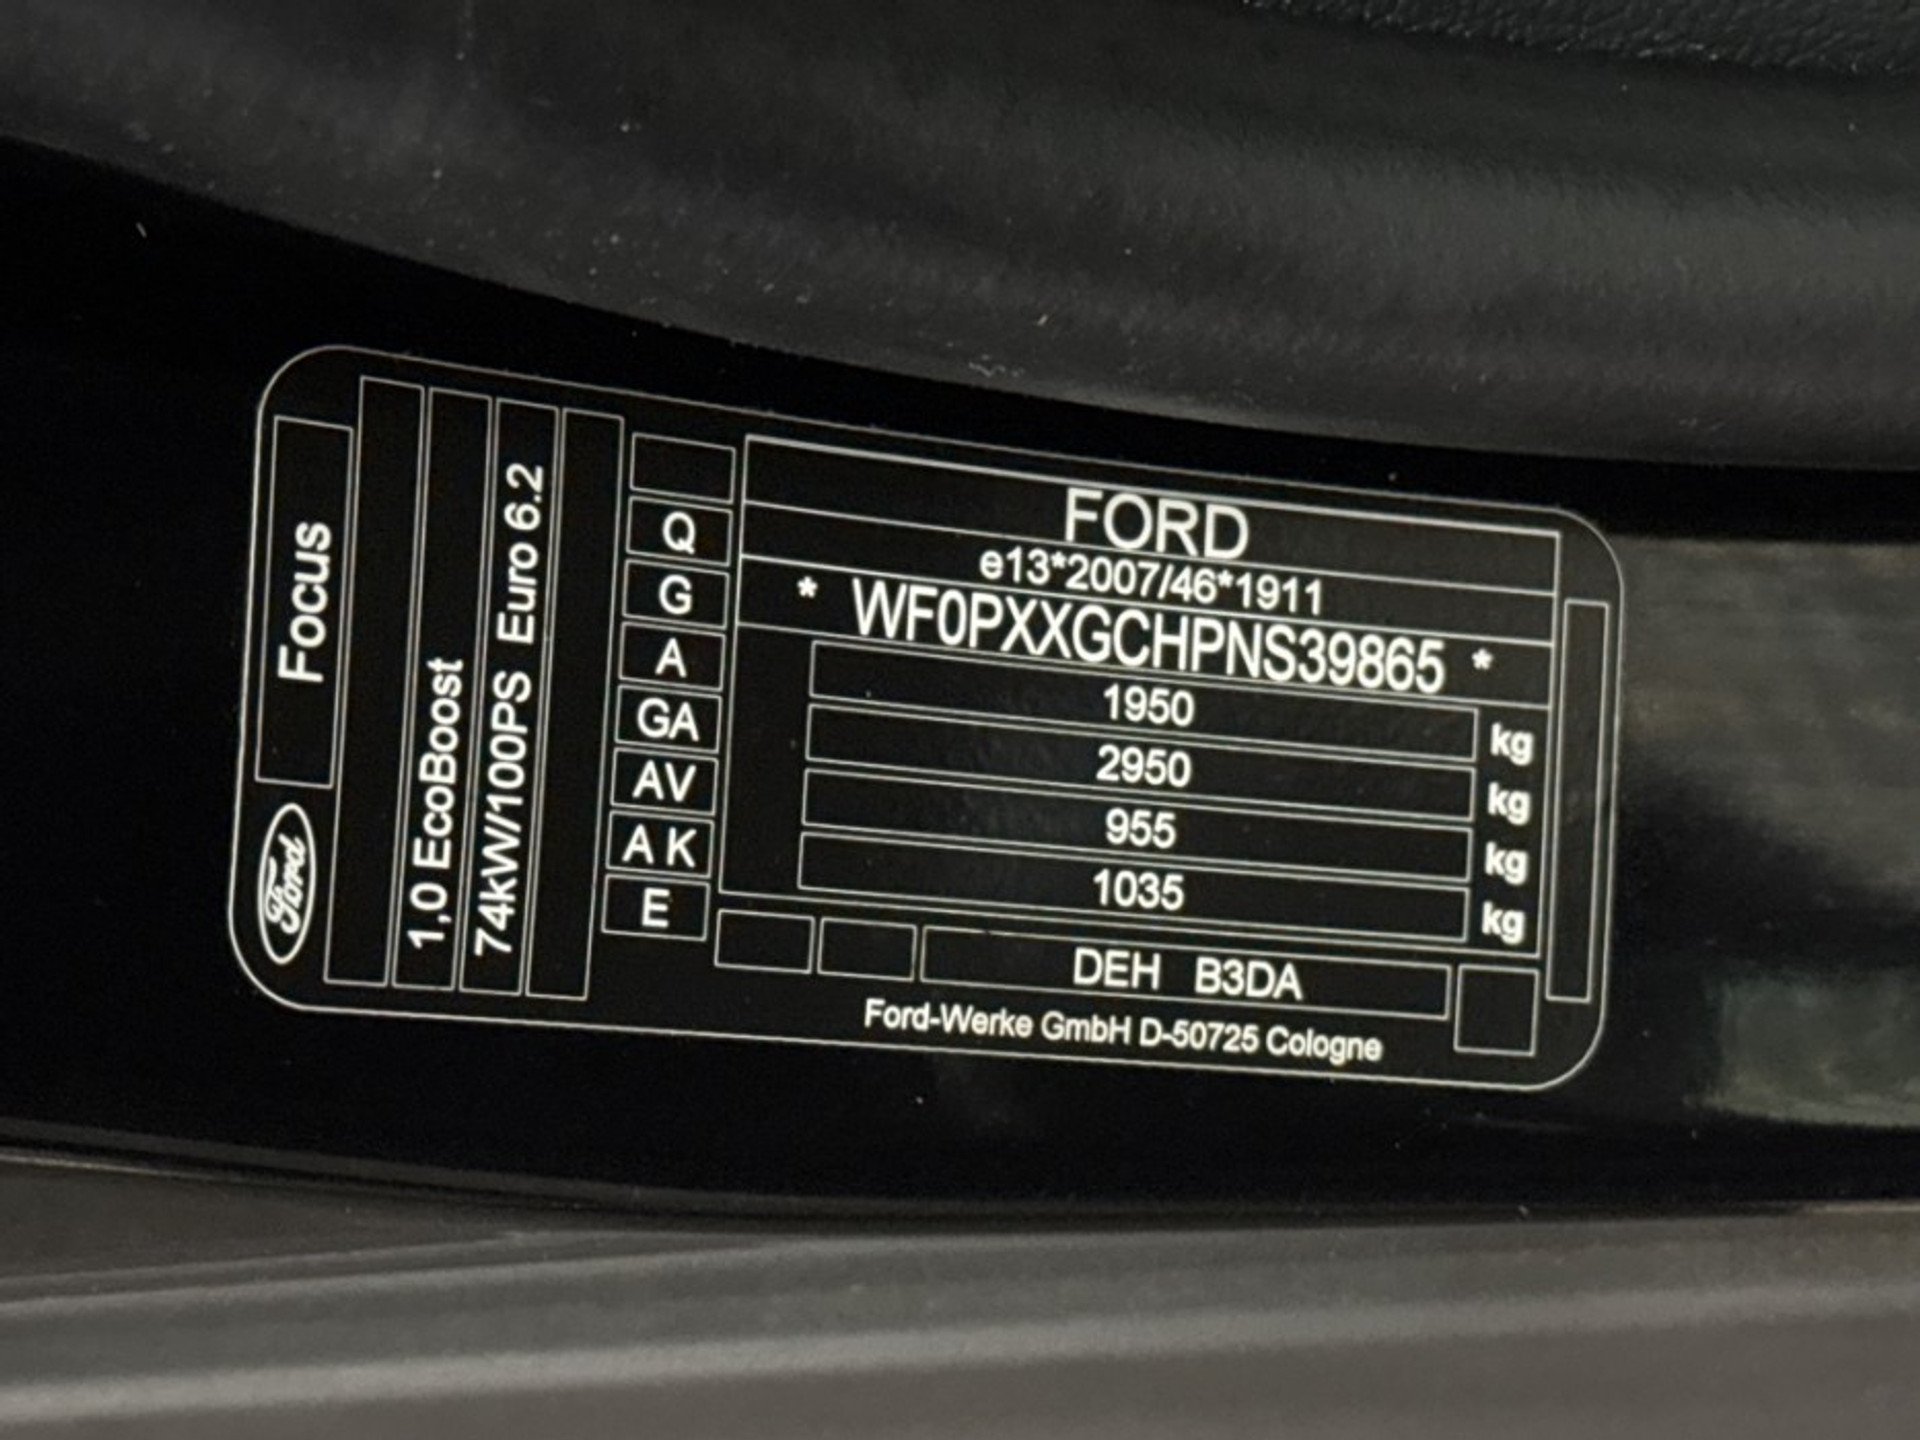 Focus
Ford
1,0 EcoBoost
74kW/100PS Euro 6.2
Q
G
A
GA
AV
A K
E
FORD
e13*2007/46*1911
* WF0PXXGCHPNS39865 *
1950 kg
2950 kg
955 kg
1035 kg
DEH B3DA
Ford-Werke GmbH D-50725 Cologne